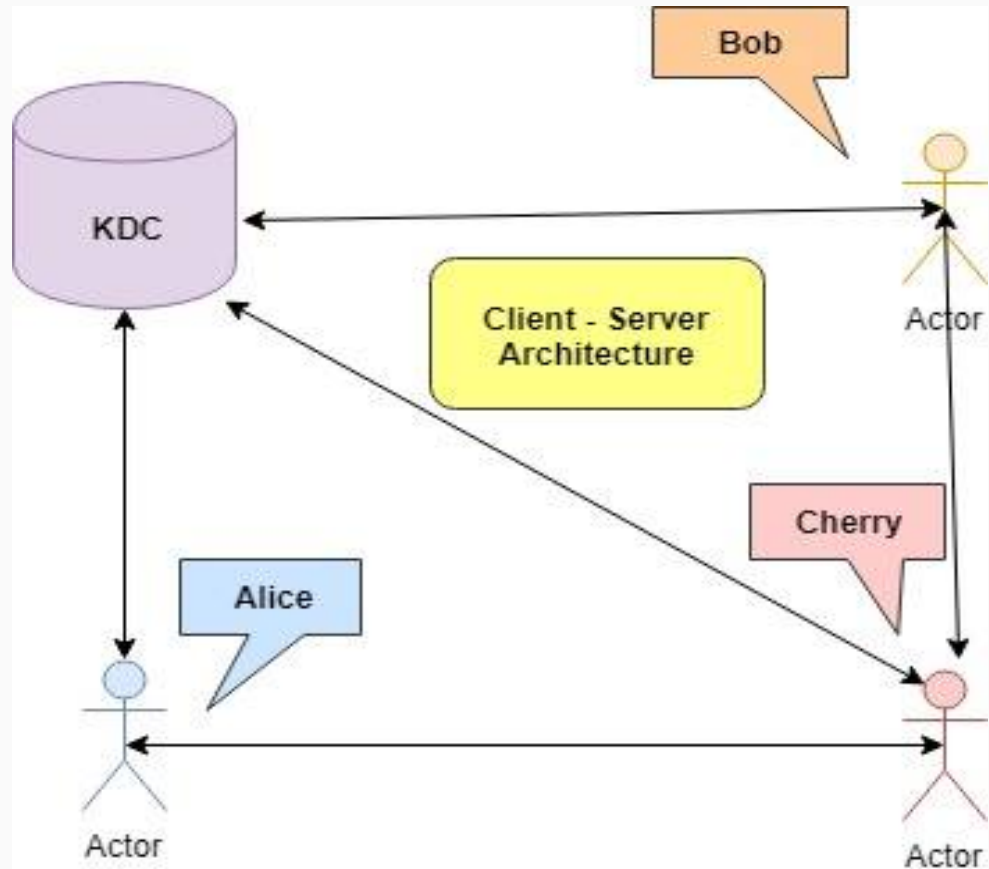 Bob
KDC
Client - Server
Architecture
Actor
Cherry
Alice
Actor
Actor